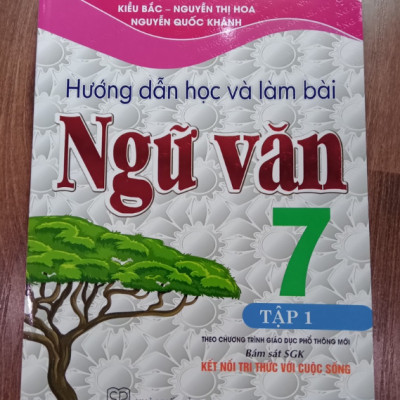 KIỀU BẮC – NGUYỄN THỊ HOA
NGUYỄN QUỐC KHÁNH
Hướng dẫn học và làm bài
Ngữ văn
7
TẬP 1
THEO CHƯƠNG TRÌNH GIÁO DỤC PHỔ THÔNG MỚI
Bám sát SGK
KẾT NỐI TRI THỨC VỚI CUỘC SỐNG